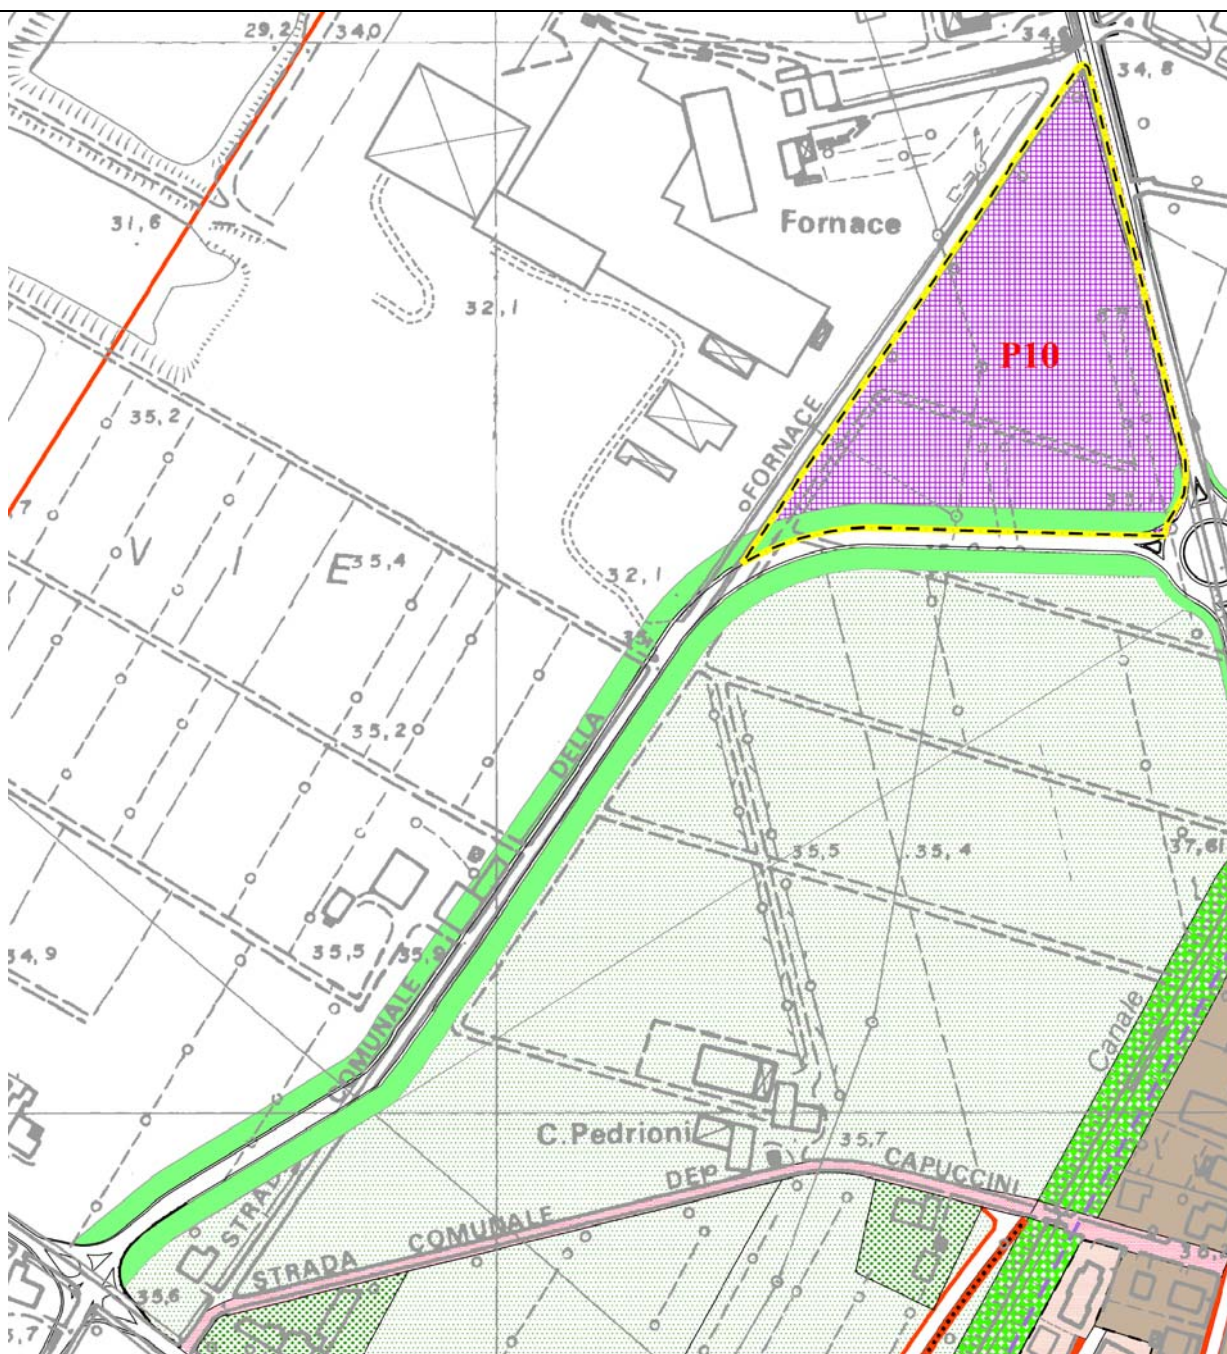 29,2
34,0
34,8
31,6
Fornace
32,1
P10
35,2
FORNACE
V I E
35,4
32,1
35,2
DELLA
35,5
35,4
37,61
34,9
35,5
COMUNALE
Canale
C.Pedrioni
35,7
STRADA
DEI
CAPUCCINI
COMUNALE
STRADA
35,6